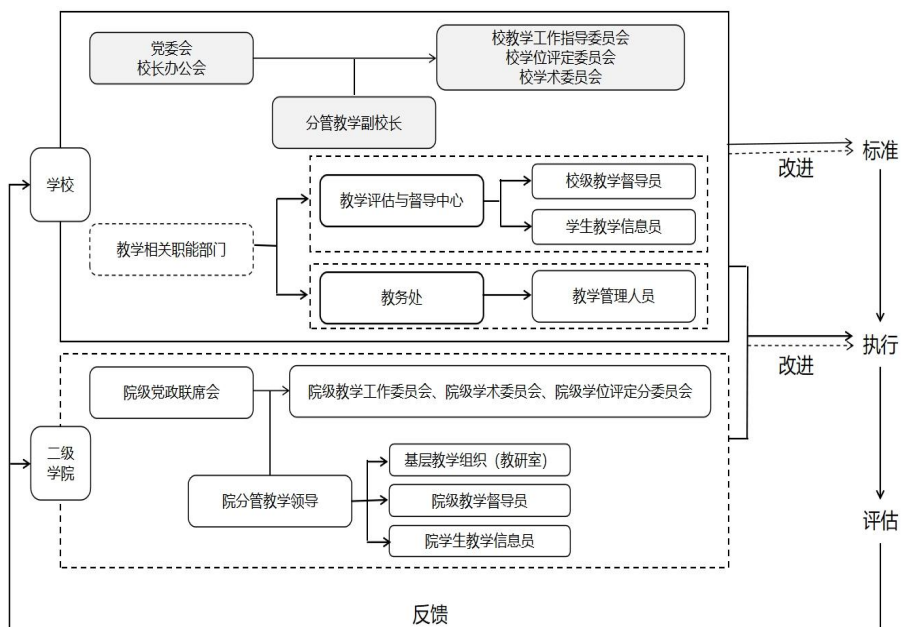 党委会
校长办公会
校教学工作指导委员会
校学位评定委员会
校学术委员会
分管教学副校长
学校
教学相关职能部门
教学评估与督导中心
校级教学督导员
学生教学信息员
教务处
教学管理人员
标准
改进
执行
改进
院级党政联席会
院级教学工作委员会、院级学术委员会、院级学位评定分委员会
二级
学院
院分管教学领导
基层教学组织（教研室）
院级教学督导员
院学生教学信息员
评估
反馈